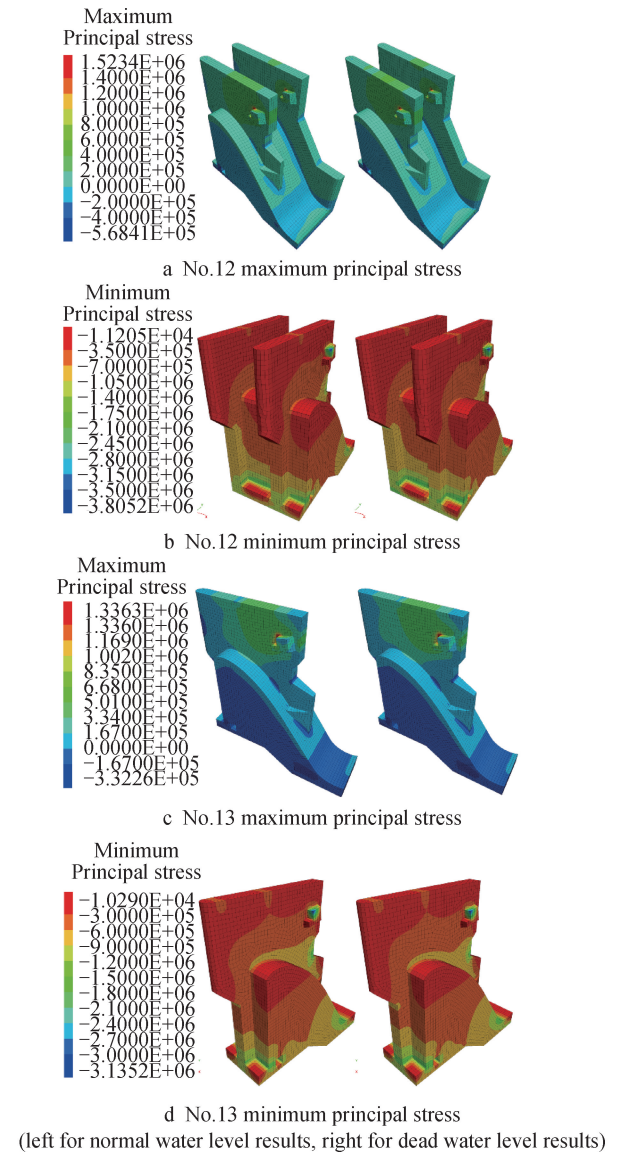 Maximum
Principal stress
1.5234E+06
1.4000E+06
1.2000E+06
1.0000E+06
8.0000E+05
6.0000E+05
4.0000E+05
2.0000E+05
0.0000E+00
−2.0000E+05
−4.0000E+05
−5.6841E+05
a No.12 maximum principal stress
Minimum
Principal stress
−1.1205E+04
−3.5000E+05
−7.0000E+05
−1.0500E+06
−1.4000E+06
−1.7500E+06
−2.1000E+06
−2.4500E+06
−2.8000E+06
−3.1500E+06
−3.5000E+06
−3.8052E+06
b No.12 minimum principal stress
Maximum
Principal stress
1.3363E+06
1.3360E+06
1.1690E+06
1.0020E+06
8.3500E+05
6.6800E+05
5.0100E+05
3.3400E+05
1.6700E+05
0.0000E+00
−1.6700E+05
−3.3226E+05
c No.13 maximum principal stress
Minimum
Principal stress
−1.0290E+04
−3.0000E+05
−6.0000E+05
−9.0000E+05
−1.2000E+06
−1.5000E+06
−1.8000E+06
−2.1000E+06
−2.4000E+06
−2.7000E+06
−3.0000E+06
−3.1352E+06
d No.13 minimum principal stress
(left for normal water level results, right for dead water level results)